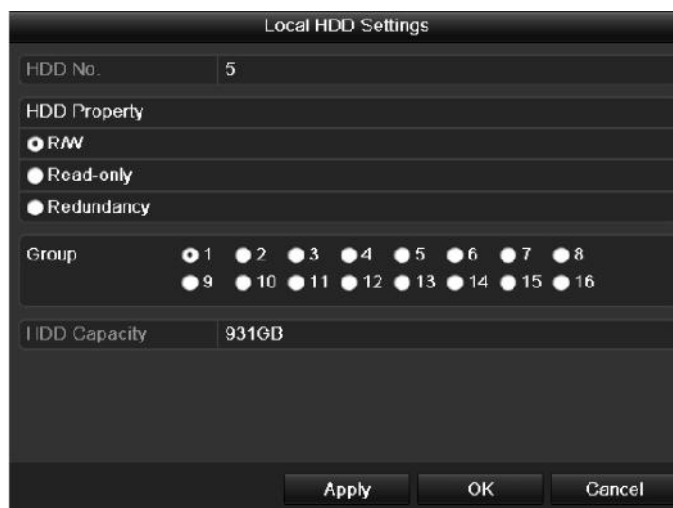 Local HDD Settings
HDD No. 5
HDD Property
R/W
Read-only
Redundancy
Group 1 2 3 4 5 6 7 8
9 10 11 12 13 14 15 16
HDD Capacity 931GB
Apply OK Cancel